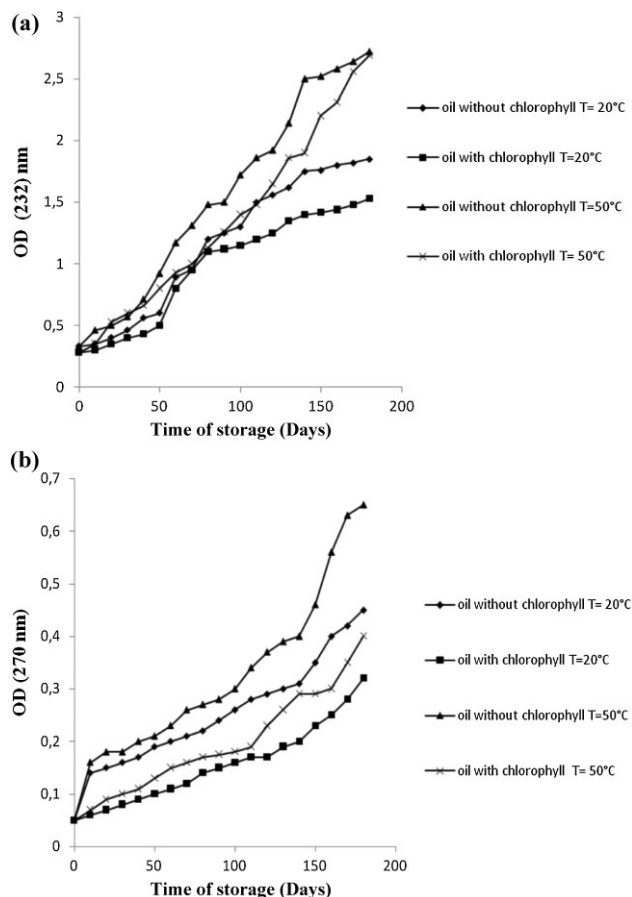 (a)
3
2,5
2
1,5
1
0,5
0
OD (232) nm
0 50 100 150 200
Time of storage (Days)
oil without chlorophyll T= 20°C
oil with chlorophyll T=20°C
oil without chlorophyll T=50°C
oil with chlorophyll T= 50°C
(b)
0,7
0,6
0,5
0,4
0,3
0,2
0,1
0
OD (270 nm)
0 50 100 150 200
Time of storage (Days)
oil without chlorophyll T= 20°C
oil with chlorophyll T=20°C
oil without chlorophyll T=50°C
oil with chlorophyll T= 50°C